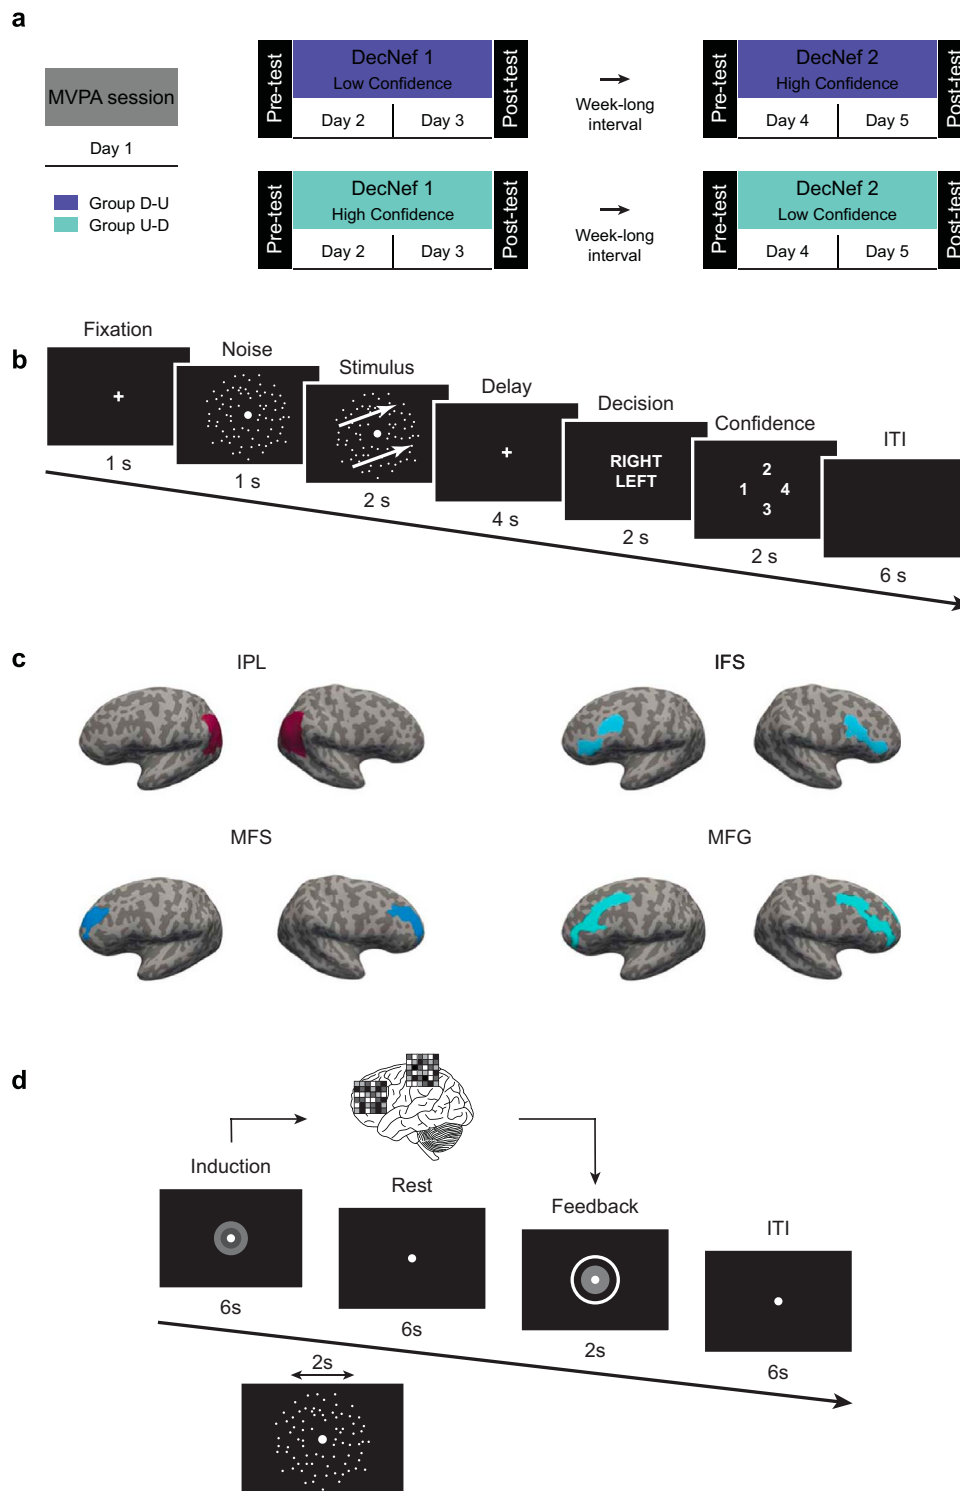 a
MVPA session
Day 1
Group D-U
Group U-D
Pre-test
DecNef 1
Low Confidence
Day 2
Day 3
Post-test
Week-long
interval
Pre-test
DecNef 2
High Confidence
Day 4
Day 5
Post-test
Pre-test
DecNef 1
High Confidence
Day 2
Day 3
Post-test
Week-long
interval
Pre-test
DecNef 2
Low Confidence
Day 4
Day 5
Post-test
b
Fixation
1 s
Noise
1 s
Stimulus
2 s
Delay
4 s
Decision
RIGHT
LEFT
2 s
Confidence
2
1 4
3
2 s
ITI
6 s
c
IPL
IFS
MFS
MFG
d
Induction
6s
Rest
6s
Feedback
2s
ITI
6s
2s